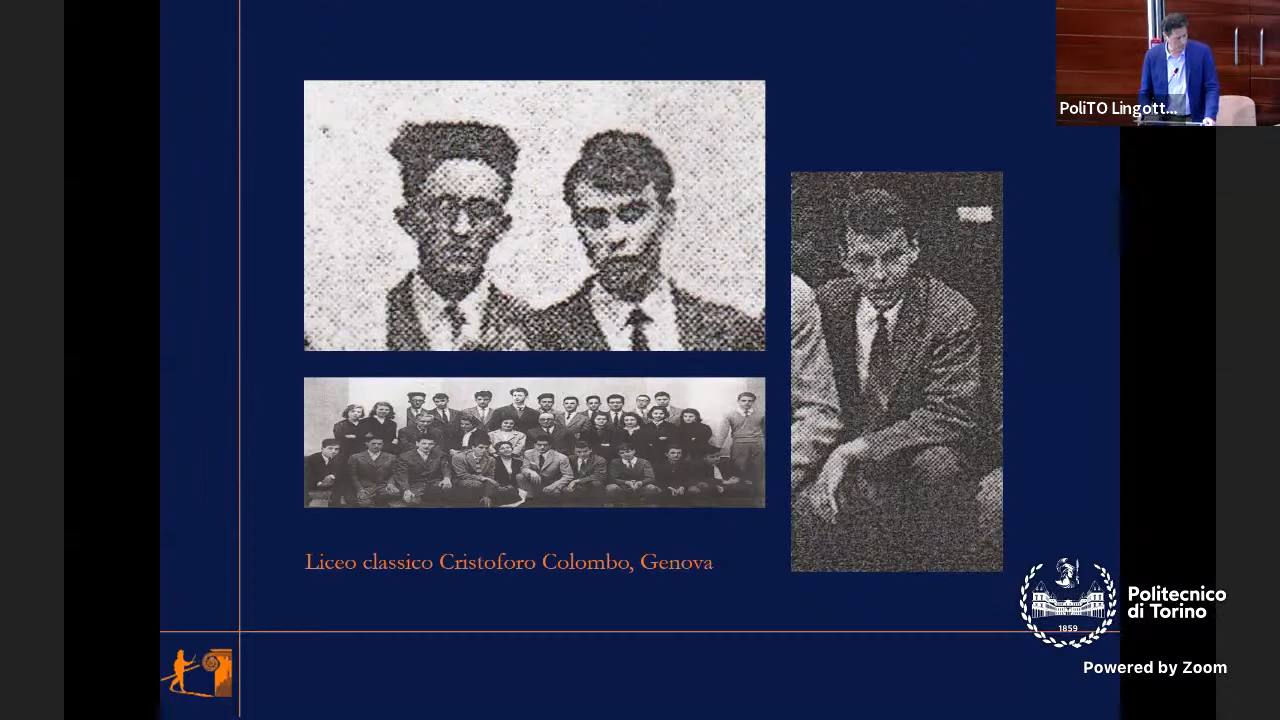 PoliTO Lingott...
Liceo classico Cristoforo Colombo, Genova
1859
Politecnico
di Torino
Powered by Zoom